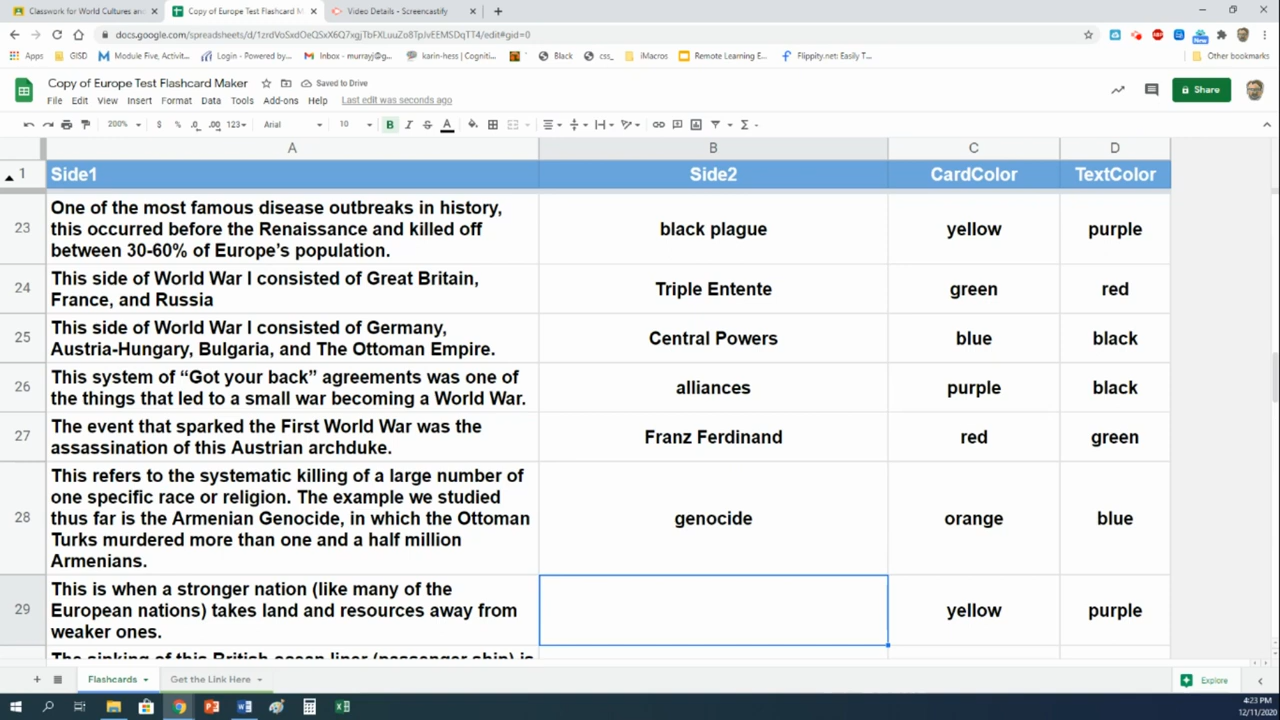 Classwork for World Cultures an
Copy of Europe Test Flashcard M
Video Details - Screencastify
docs.google.com/spreadsheets/d/1zrdVoSxdOeQSxX6Q7xgjTbFXLuuZo8TpJvEEMSDqTT4/edit#gid=0
Apps
GISD
Module Five, Activit...
Login - Powered by...
Inbox - murrayj@g...
karin-hess | Cogniti...
Black
css_
iMacros
Remote Learning E...
Flippity.net: Easily T...
Other bookmarks
Copy of Europe Test Flashcard Maker
Saved to Drive
File Edit View Insert Format Data Tools Add-ons Help Last edit was seconds ago
Share
200% $ % .0 .00 123 Arial 10 B I S A
A B C D
1 Side1 Side2 CardColor TextColor
One of the most famous disease outbreaks in history,
23 this occurred before the Renaissance and killed off black plague yellow purple
between 30-60% of Europe's population.
24 This side of World War I consisted of Great Britain, Triple Entente green red
France, and Russia
25 This side of World War I consisted of Germany, Central Powers blue black
Austria-Hungary, Bulgaria, and The Ottoman Empire.
26 This system of “Got your back” agreements was one of alliances purple black
the things that led to a small war becoming a World War.
27 The event that sparked the First World War was the Franz Ferdinand red green
assassination of this Austrian archduke.
This refers to the systematic killing of a large number of
one specific race or religion. The example we studied
28 thus far is the Armenian Genocide, in which the Ottoman genocide orange blue
Turks murdered more than one and a half million
Armenians.
This is when a stronger nation (like many of the
29 European nations) takes land and resources away from yellow purple
weaker ones.
The sinking of this British ocean liner (passenger ship) is
Flashcards
Get the Link Here
Explore
4:23 PM
12/11/2020